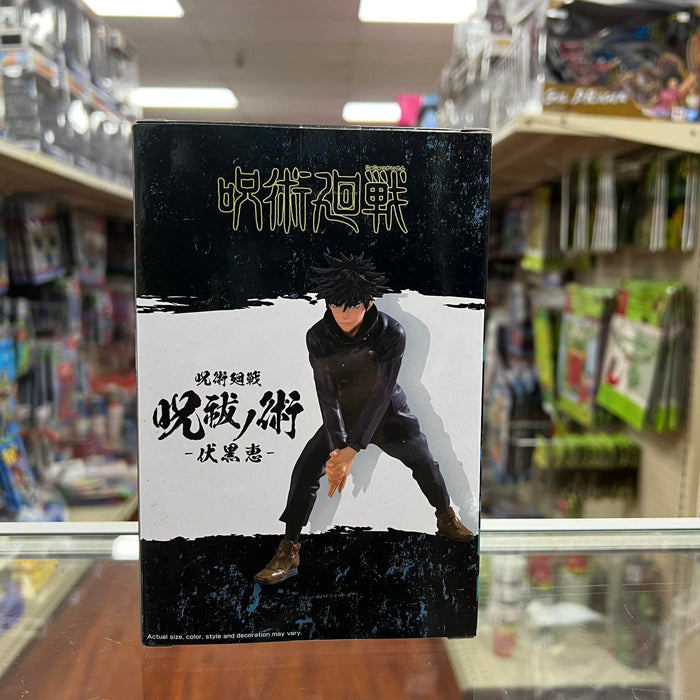 呪術廻戦
呪術廻戦
呪祓ノ術
-伏黒恵-
Actual size, color, style and decoration may vary.